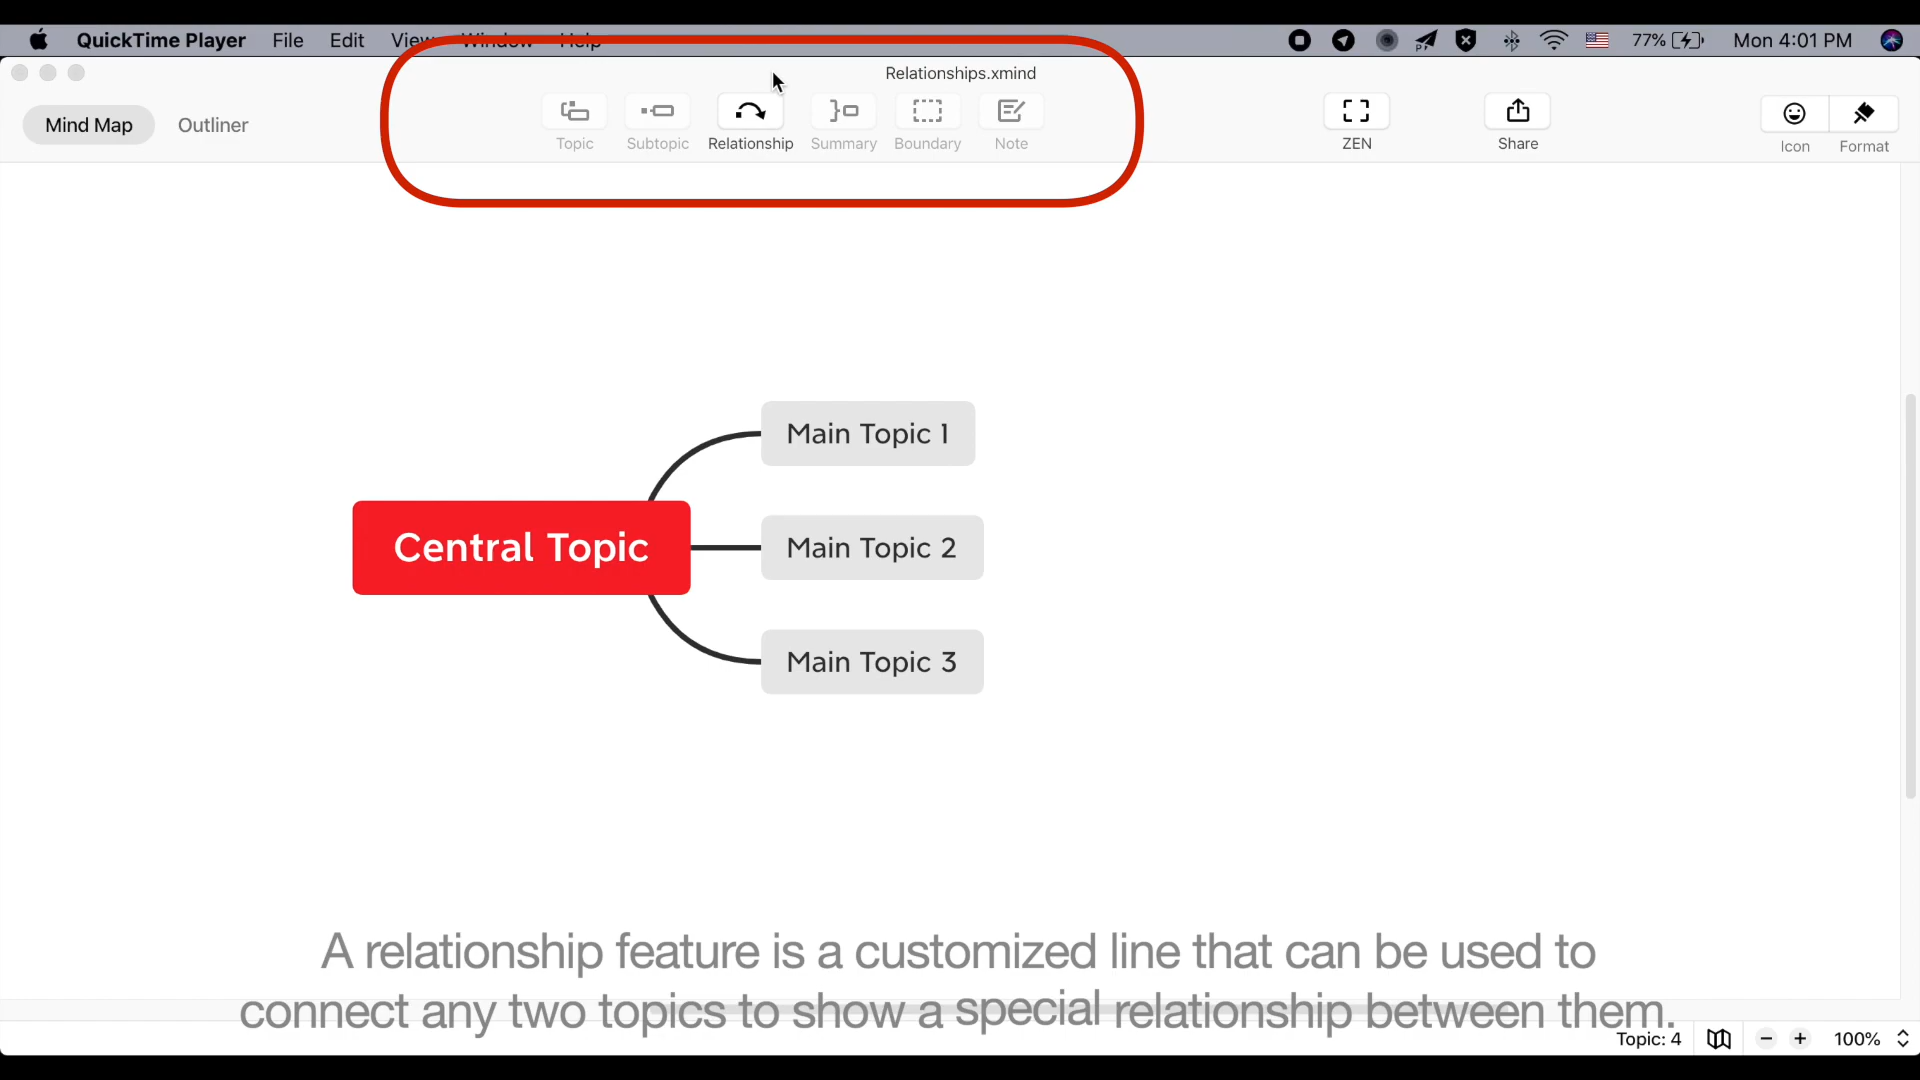 QuickTime Player File Edit View Window Help 77% Mon 4:01 PM
Relationships.xmind
Mind Map Outliner
Topic Subtopic Relationship Summary Boundary Note ZEN Share Icon Format
Main Topic 1
Central Topic Main Topic 2
Main Topic 3
A relationship feature is a customized line that can be used to
connect any two topics to show a special relationship between them.
Topic: 4 100%